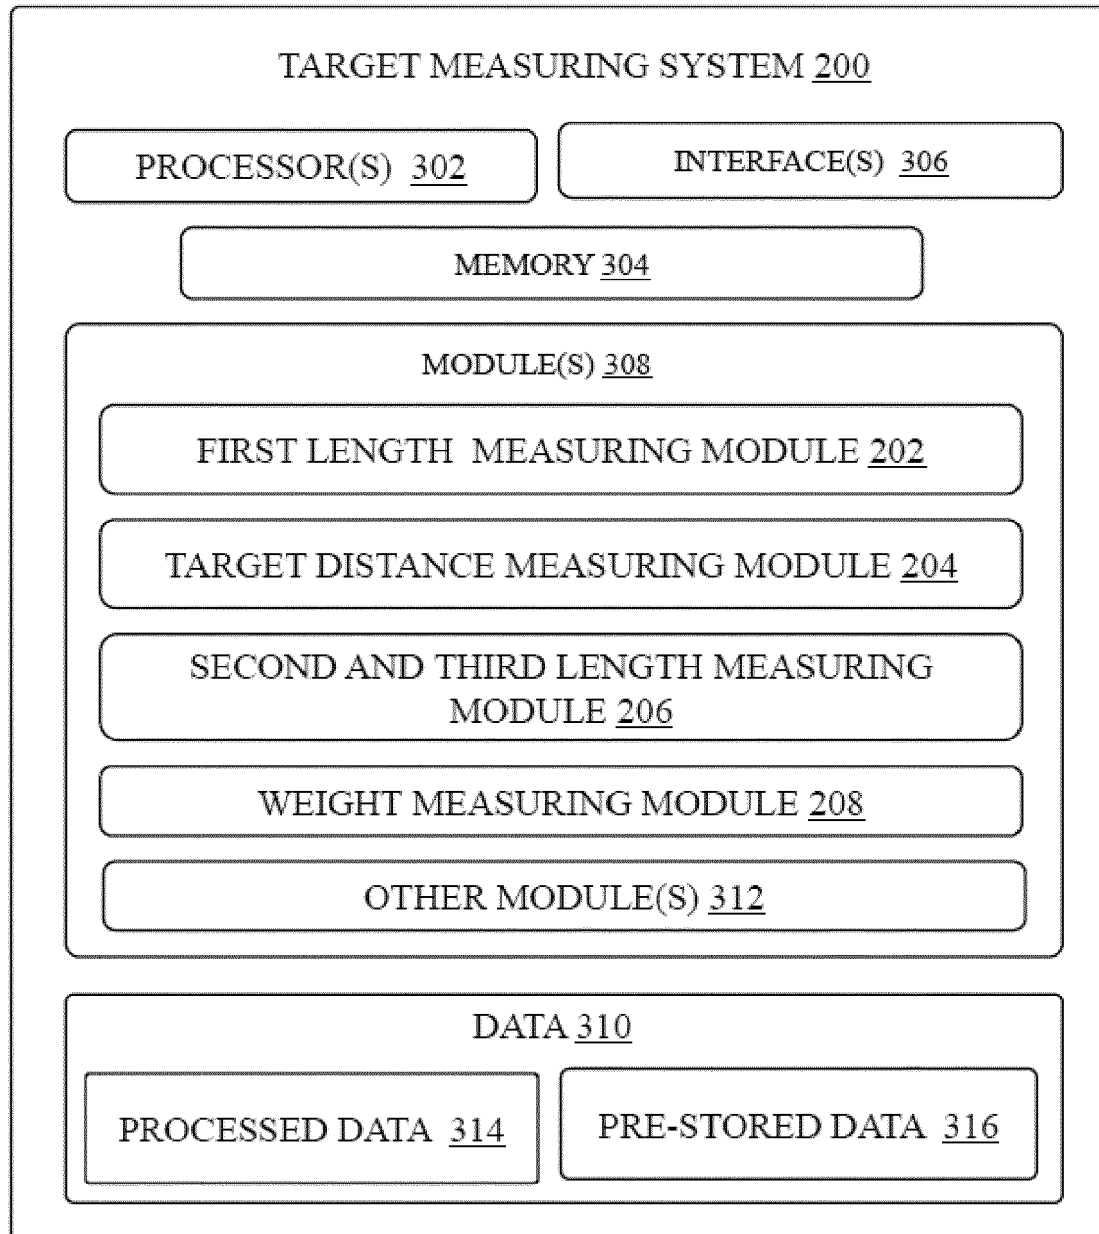 TARGET MEASURING SYSTEM 200
PROCESSOR(S) 302
INTERFACE(S) 306
MEMORY 304
MODULE(S) 308
FIRST LENGTH MEASURING MODULE 202
TARGET DISTANCE MEASURING MODULE 204
SECOND AND THIRD LENGTH MEASURING
MODULE 206
WEIGHT MEASURING MODULE 208
OTHER MODULE(S) 312
DATA 310
PROCESSED DATA 314
PRE-STORED DATA 316